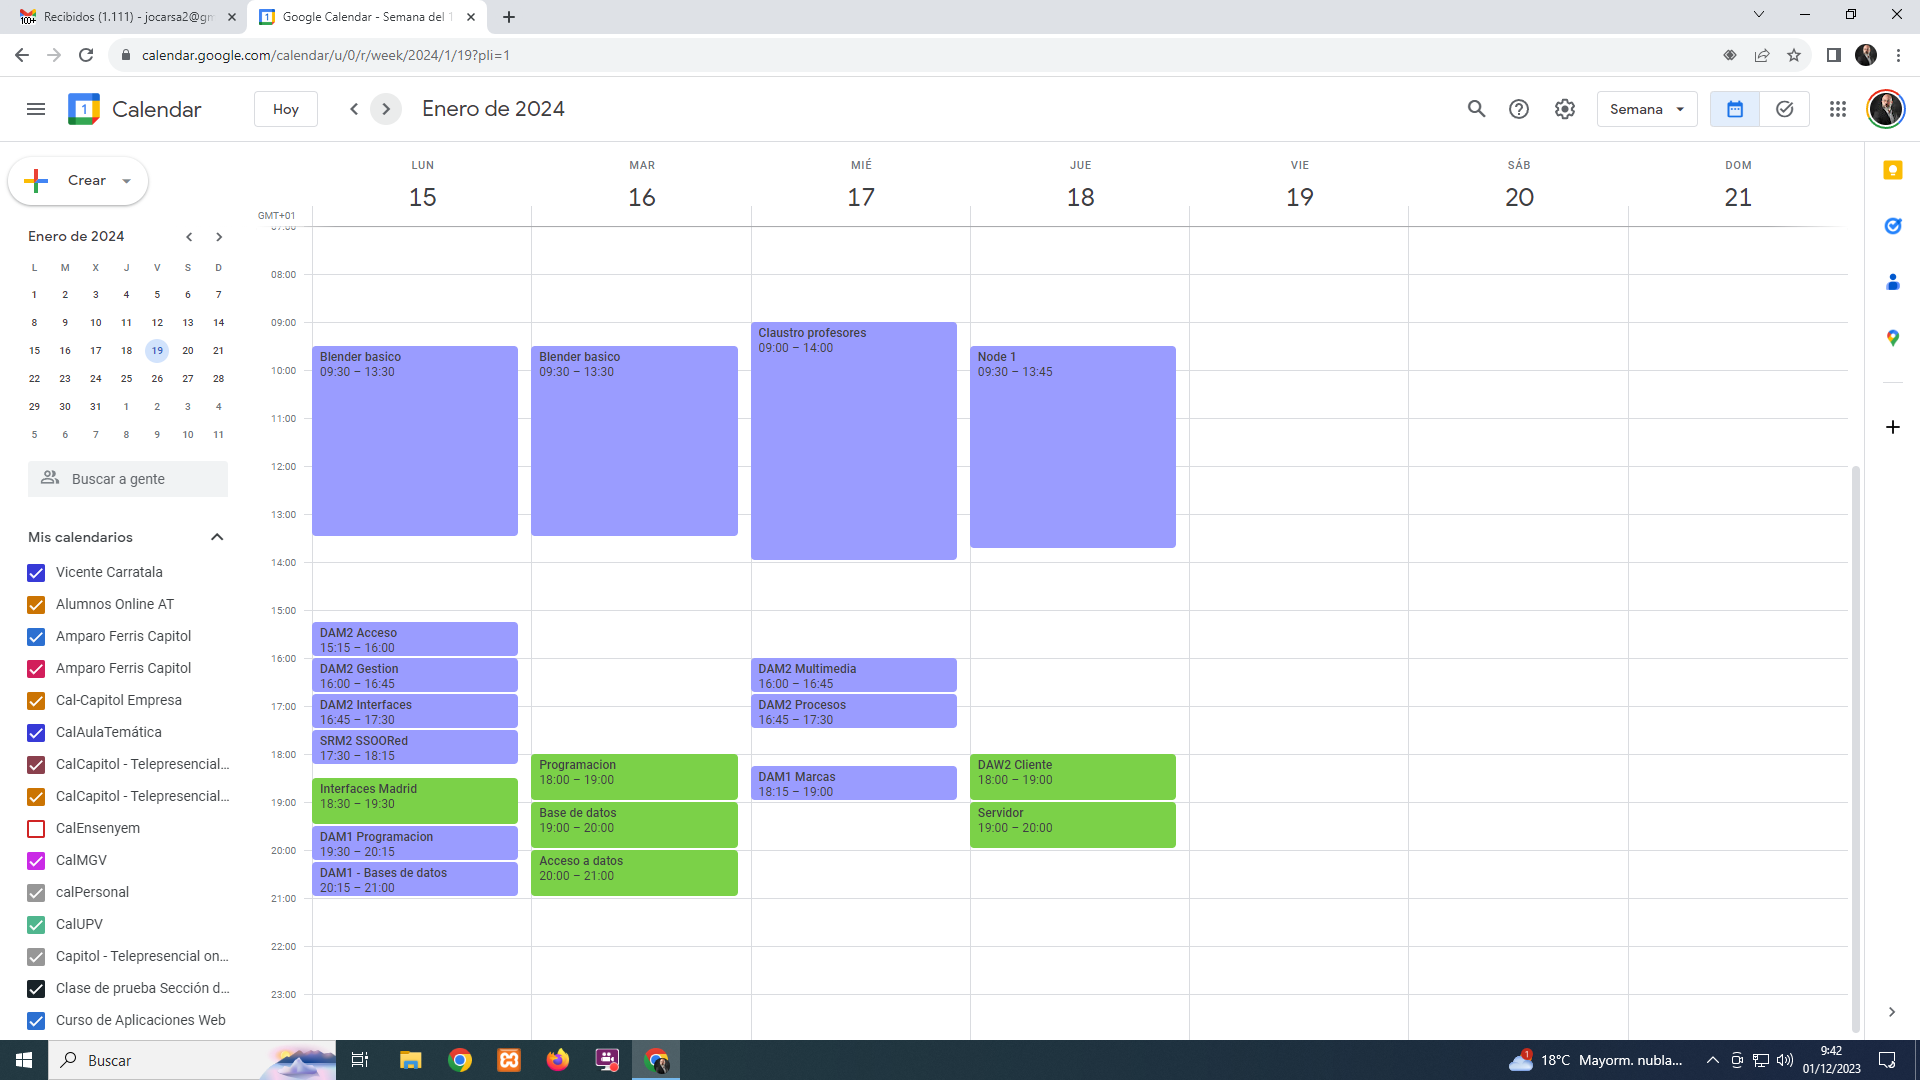 Recibidos (1.111) - jocarsa2@gm
Google Calendar - Semana del 1
calendar.google.com/calendar/u/0/r/week/2024/1/19?pli=1
1
Calendar
Hoy
Enero de 2024
Semana
Crear
Enero de 2024
L M X J V S D
1 2 3 4 5 6 7
8 9 10 11 12 13 14
15 16 17 18 19 20 21
22 23 24 25 26 27 28
29 30 31 1 2 3 4
5 6 7 8 9 10 11
Buscar a gente
Mis calendarios
Vicente Carratala
Alumnos Online AT
Amparo Ferris Capitol
Amparo Ferris Capitol
Cal-Capitol Empresa
CalAulaTemática
CalCapitol - Telepresencial...
CalCapitol - Telepresencial...
CalEnsenyem
CalMGV
calPersonal
CalUPV
Capitol - Telepresencial on...
Clase de prueba Sección d...
Curso de Aplicaciones Web
LUN MAR MIÉ JUE VIE SÁB DOM
15 16 17 18 19 20 21
GMT+01
07:00
08:00
09:00
10:00
11:00
12:00
13:00
14:00
15:00
16:00
17:00
18:00
19:00
20:00
21:00
22:00
23:00
Blender basico
09:30 – 13:30
DAM2 Acceso
15:15 – 16:00
DAM2 Gestion
16:00 – 16:45
DAM2 Interfaces
16:45 – 17:30
SRM2 SSOORed
17:30 – 18:15
Interfaces Madrid
18:30 – 19:30
DAM1 Programacion
19:30 – 20:15
DAM1 - Bases de datos
20:15 – 21:00
Blender basico
09:30 – 13:30
Programacion
18:00 – 19:00
Base de datos
19:00 – 20:00
Acceso a datos
20:00 – 21:00
Claustro profesores
09:00 – 14:00
DAM2 Multimedia
16:00 – 16:45
DAM2 Procesos
16:45 – 17:30
DAM1 Marcas
18:15 – 19:00
Node 1
09:30 – 13:45
DAW2 Cliente
18:00 – 19:00
Servidor
19:00 – 20:00
Buscar
1
18°C Mayorm. nubla...
9:42
01/12/2023